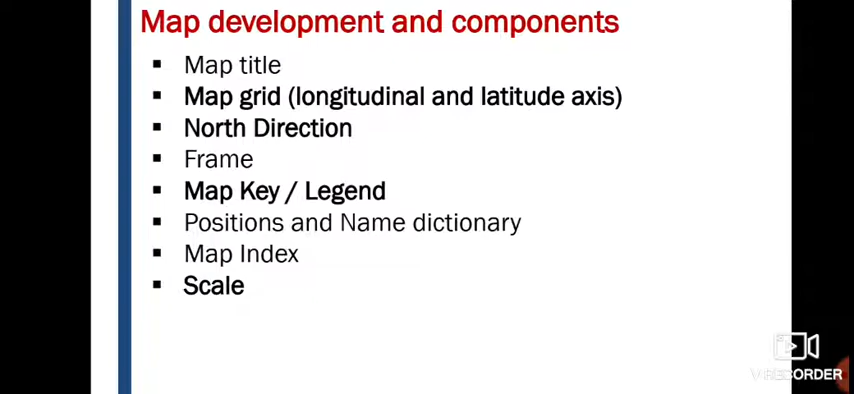 Map development and components
▪ Map title
▪ Map grid (longitudinal and latitude axis)
▪ North Direction
▪ Frame
▪ Map Key / Legend
▪ Positions and Name dictionary
▪ Map Index
▪ Scale
V.RECORDER